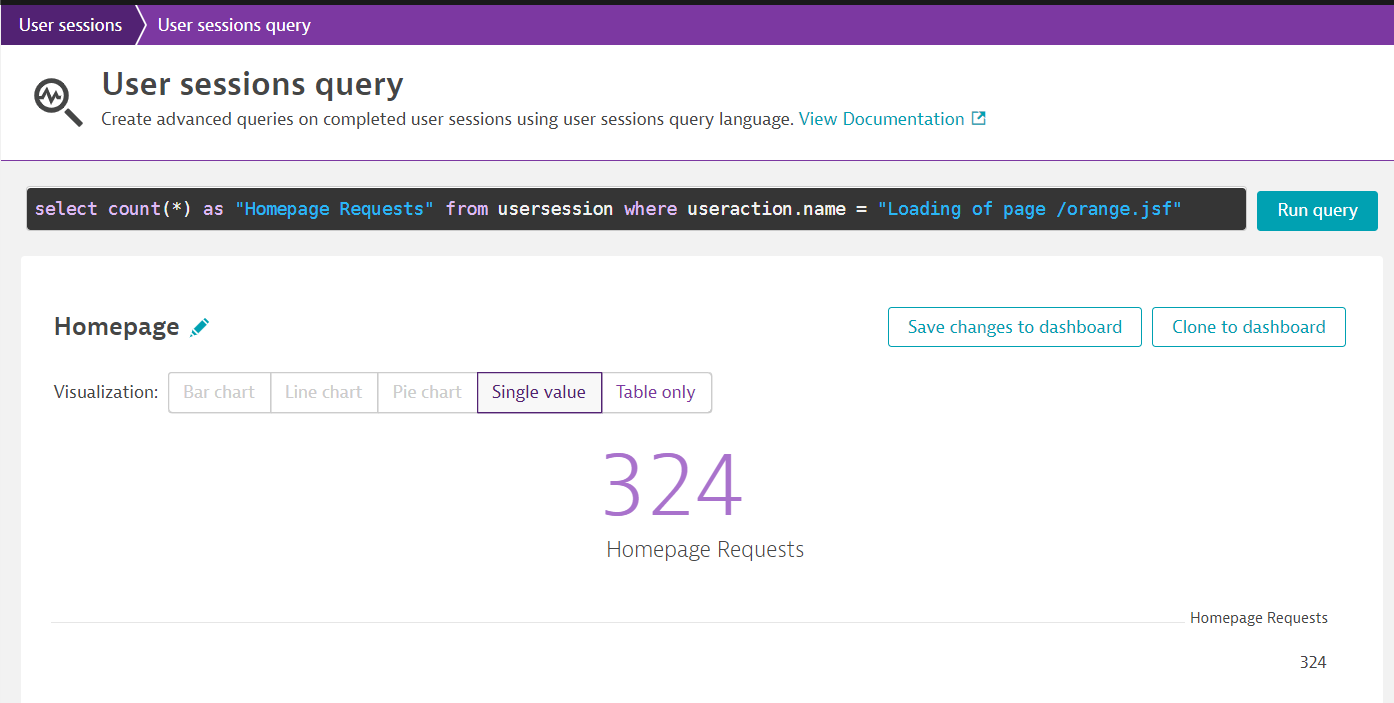 User sessions User sessions query
User sessions query
Create advanced queries on completed user sessions using user sessions query language. View Documentation
select count(*) as "Homepage Requests" from usersession where useraction.name = "Loading of page /orange.jsf" Run query
Homepage Save changes to dashboard Clone to dashboard
Visualization: Bar chart Line chart Pie chart Single value Table only
324
Homepage Requests
Homepage Requests
324